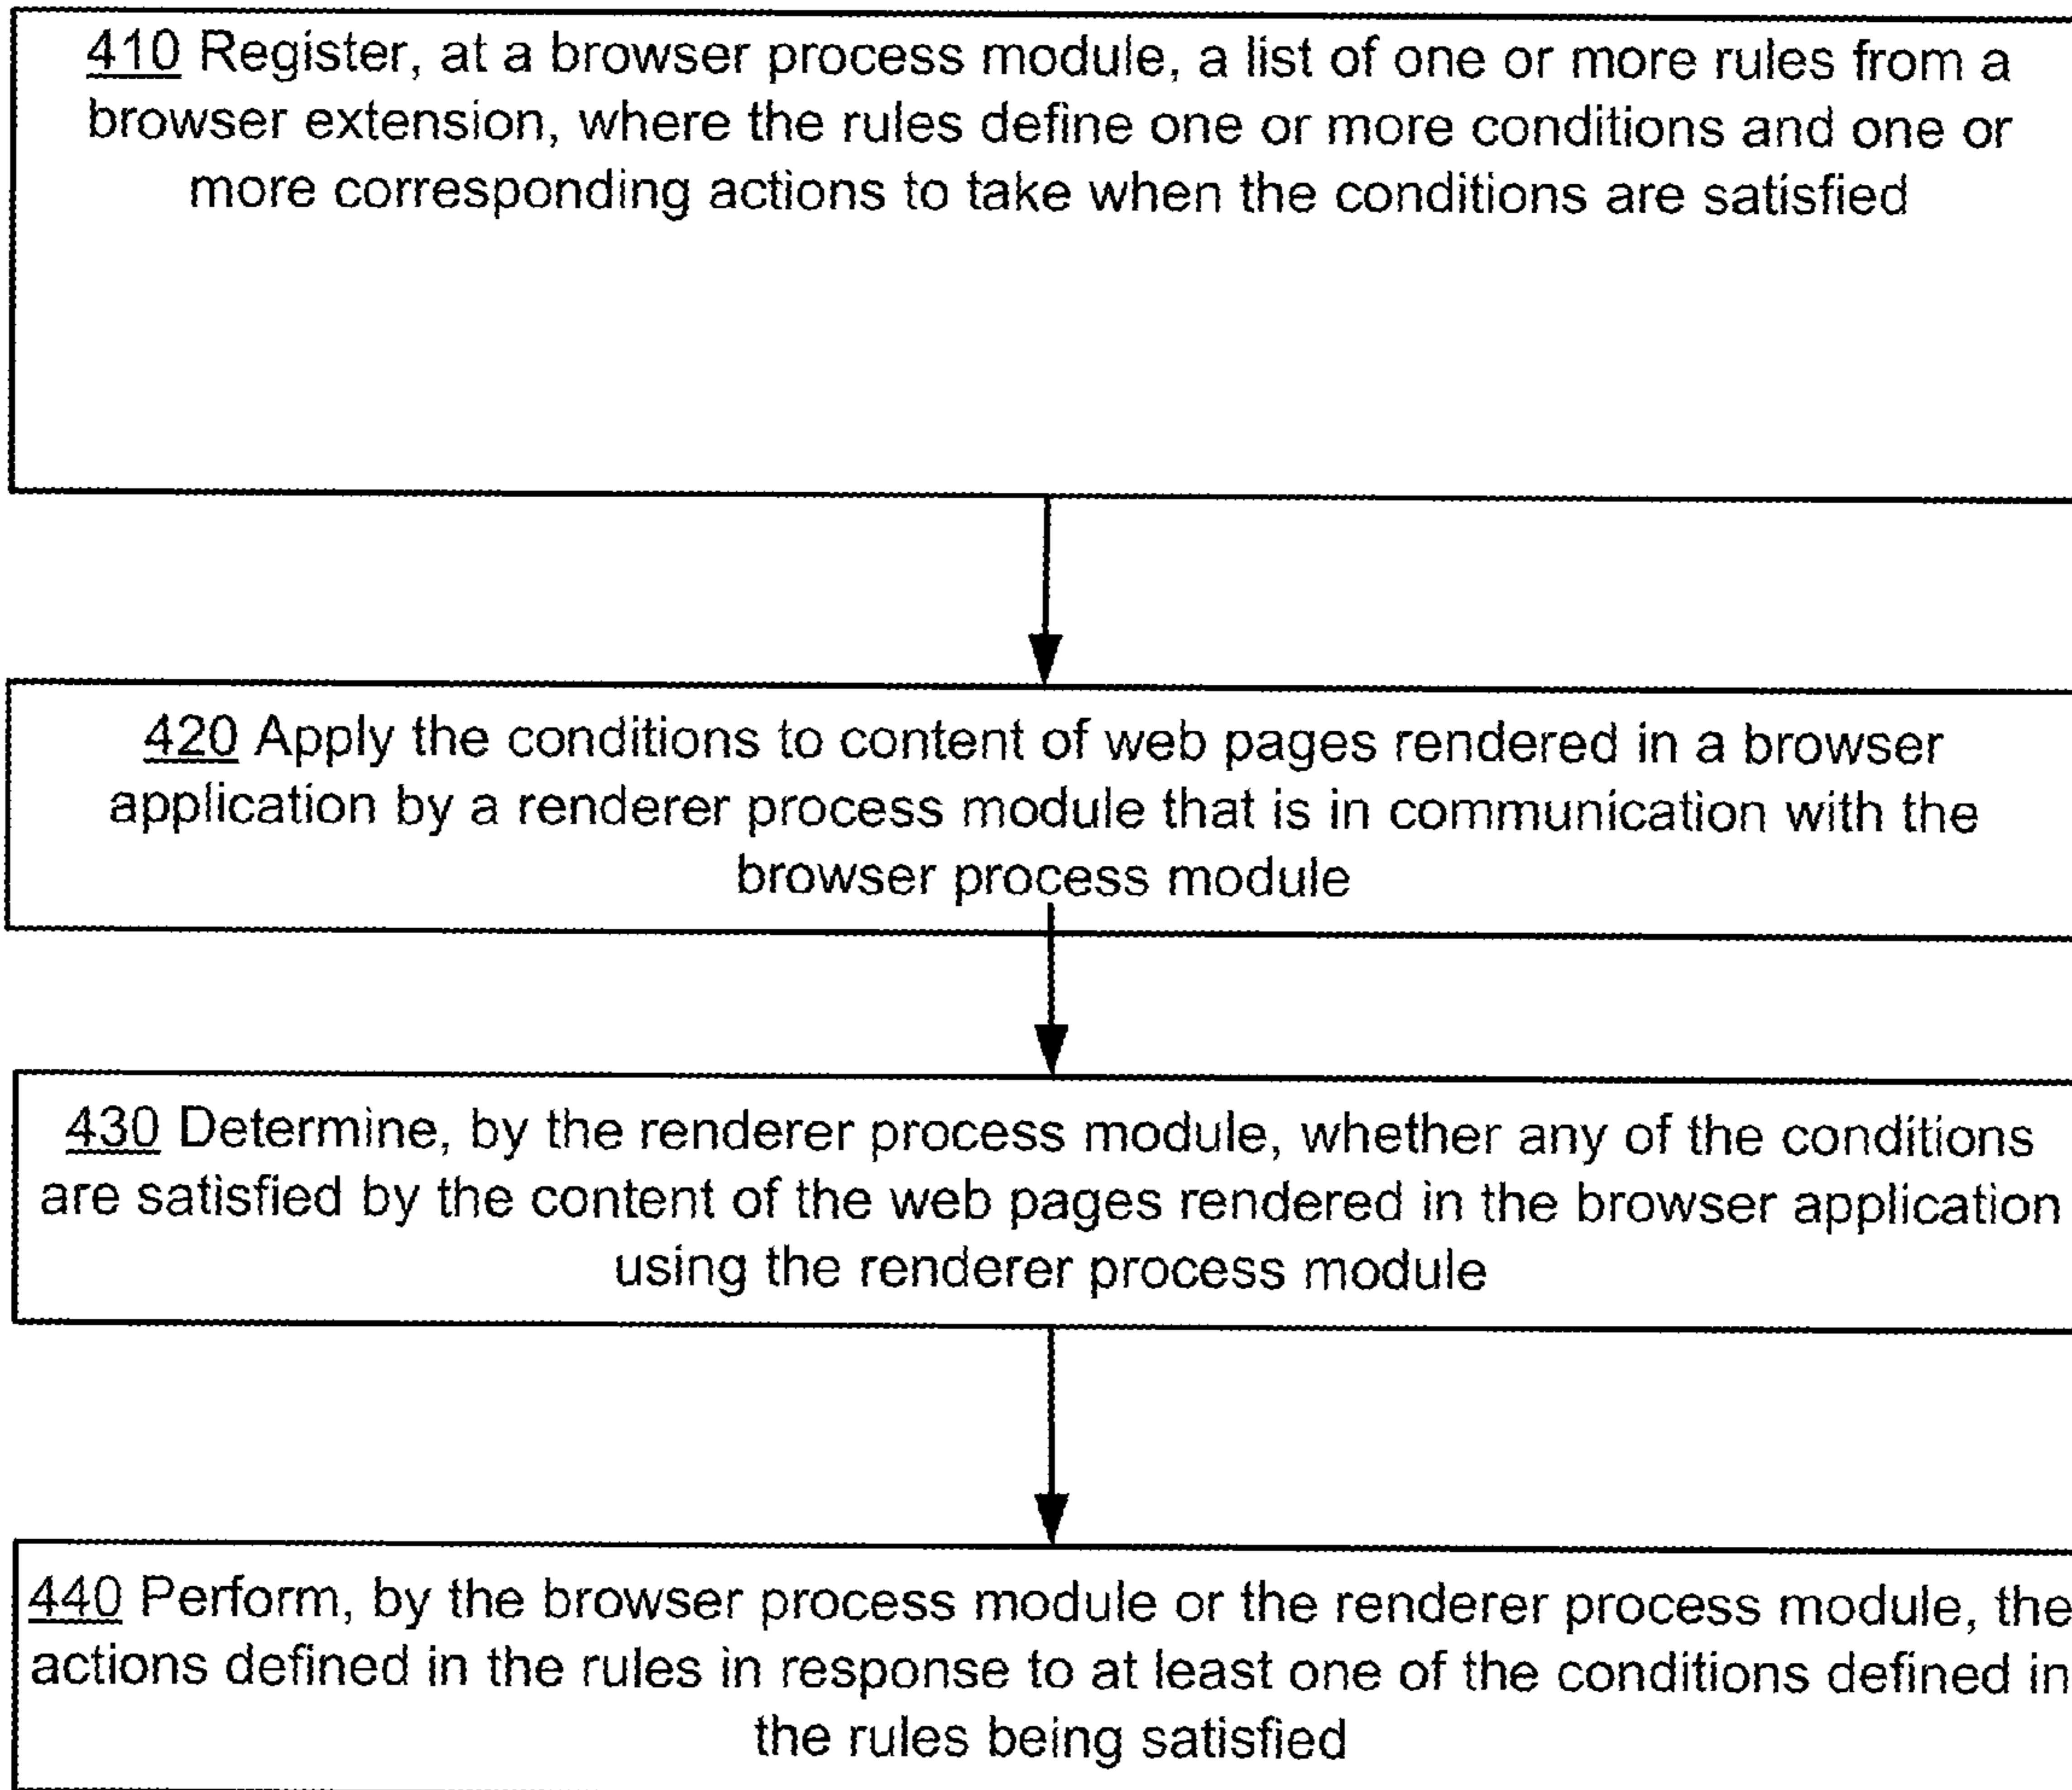 410 Register, at a browser process module, a list of one or more rules from a
browser extension, where the rules define one or more conditions and one or
more corresponding actions to take when the conditions are satisfied
420 Apply the conditions to content of web pages rendered in a browser
application by a renderer process module that is in communication with the
browser process module
430 Determine, by the renderer process module, whether any of the conditions
are satisfied by the content of the web pages rendered in the browser application
using the renderer process module
440 Perform, by the browser process module or the renderer process module, the
actions defined in the rules in response to at least one of the conditions defined in
the rules being satisfied